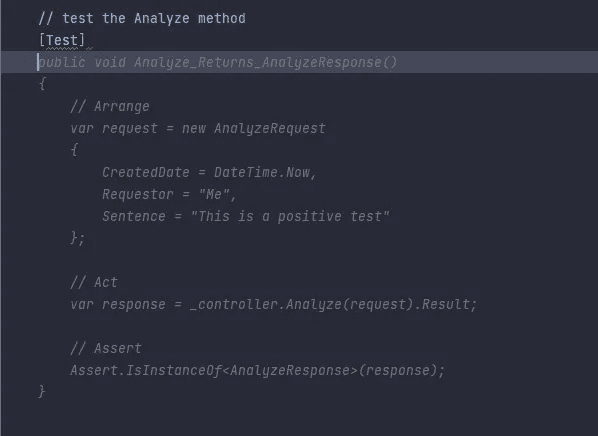 // test the Analyze method
[Test]
public void Analyze_Returns_AnalyzeResponse()
{
    // Arrange
    var request = new AnalyzeRequest
    {
        CreatedDate = DateTime.Now,
        Requestor = "Me",
        Sentence = "This is a positive test"
    };

    // Act
    var response = _controller.Analyze(request).Result;

    // Assert
    Assert.IsInstanceOf<AnalyzeResponse>(response);
}